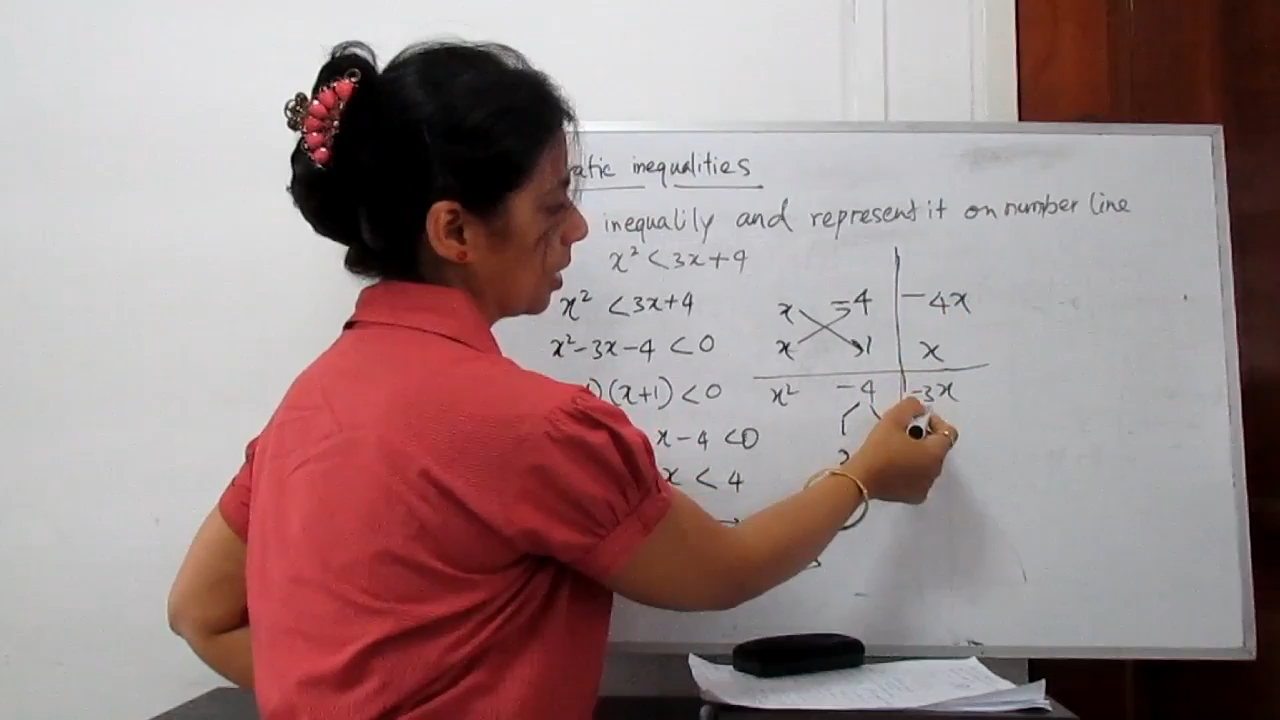 inequalities
inequality and represent it on number line
x² < 3x + 4
x² < 3x + 4
x² - 3x - 4 < 0
) (x + 1) < 0
x - 4 < 0
x < 4
x -4 - 4x
x 1 x
x² - 4 - 3x